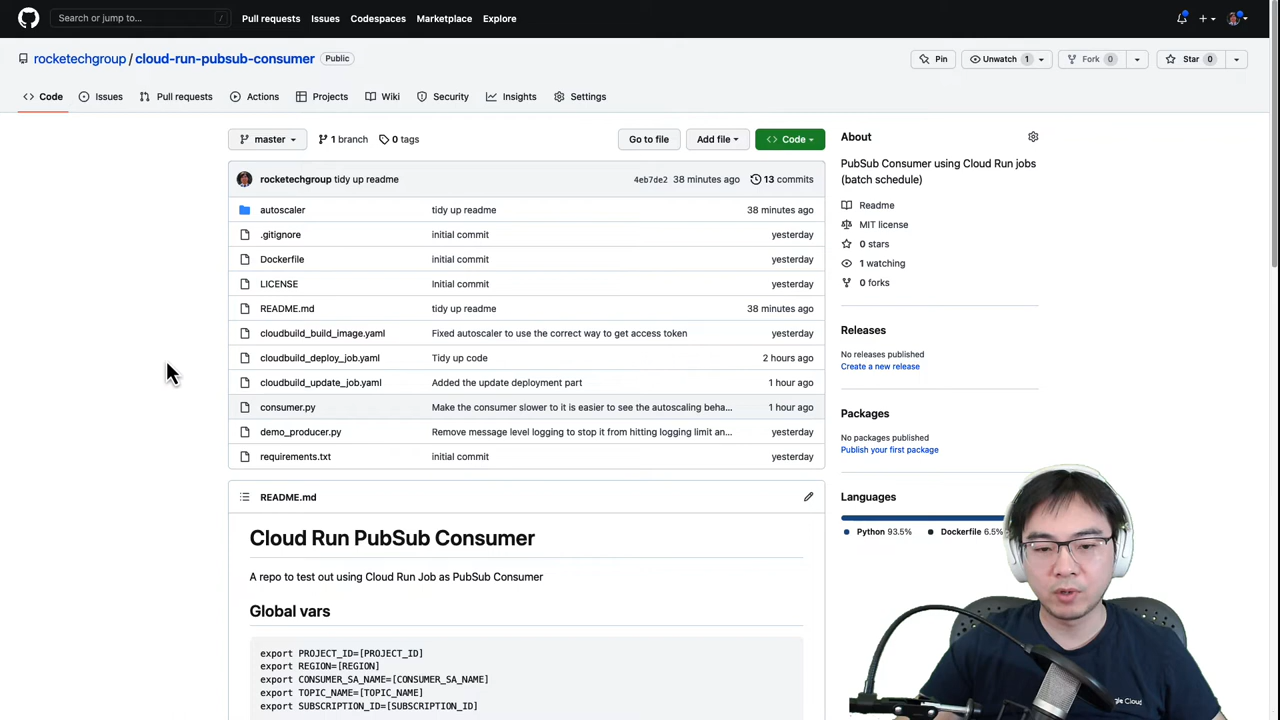 Search or jump to...
/
Pull requests
Issues
Codespaces
Marketplace
Explore
rocketechgroup / cloud-run-pubsub-consumer
Public
Pin
Unwatch 1
Fork 0
Star 0
Code
Issues
Pull requests
Actions
Projects
Wiki
Security
Insights
Settings
master
1 branch
0 tags
Go to file
Add file
Code
rocketechgroup tidy up readme
4eb7de2 38 minutes ago
13 commits
autoscaler tidy up readme 38 minutes ago
.gitignore initial commit yesterday
Dockerfile initial commit yesterday
LICENSE Initial commit yesterday
README.md tidy up readme 38 minutes ago
cloudbuild_build_image.yaml Fixed autoscaler to use the correct way to get access token yesterday
cloudbuild_deploy_job.yaml Tidy up code 2 hours ago
cloudbuild_update_job.yaml Added the update deployment part 1 hour ago
consumer.py Make the consumer slower to it is easier to see the autoscaling beha... 1 hour ago
demo_producer.py Remove message level logging to stop it from hitting logging limit an... yesterday
requirements.txt initial commit yesterday
README.md
Cloud Run PubSub Consumer
A repo to test out using Cloud Run Job as PubSub Consumer
Global vars
export PROJECT_ID=[PROJECT_ID]
export REGION=[REGION]
export CONSUMER_SA_NAME=[CONSUMER_SA_NAME]
export TOPIC_NAME=[TOPIC_NAME]
export SUBSCRIPTION_ID=[SUBSCRIPTION_ID]
About
PubSub Consumer using Cloud Run jobs
(batch schedule)
Readme
MIT license
0 stars
1 watching
0 forks
Releases
No releases published
Create a new release
Packages
No packages published
Publish your first package
Languages
Python 93.5%
Dockerfile 6.5%
gle Cloud